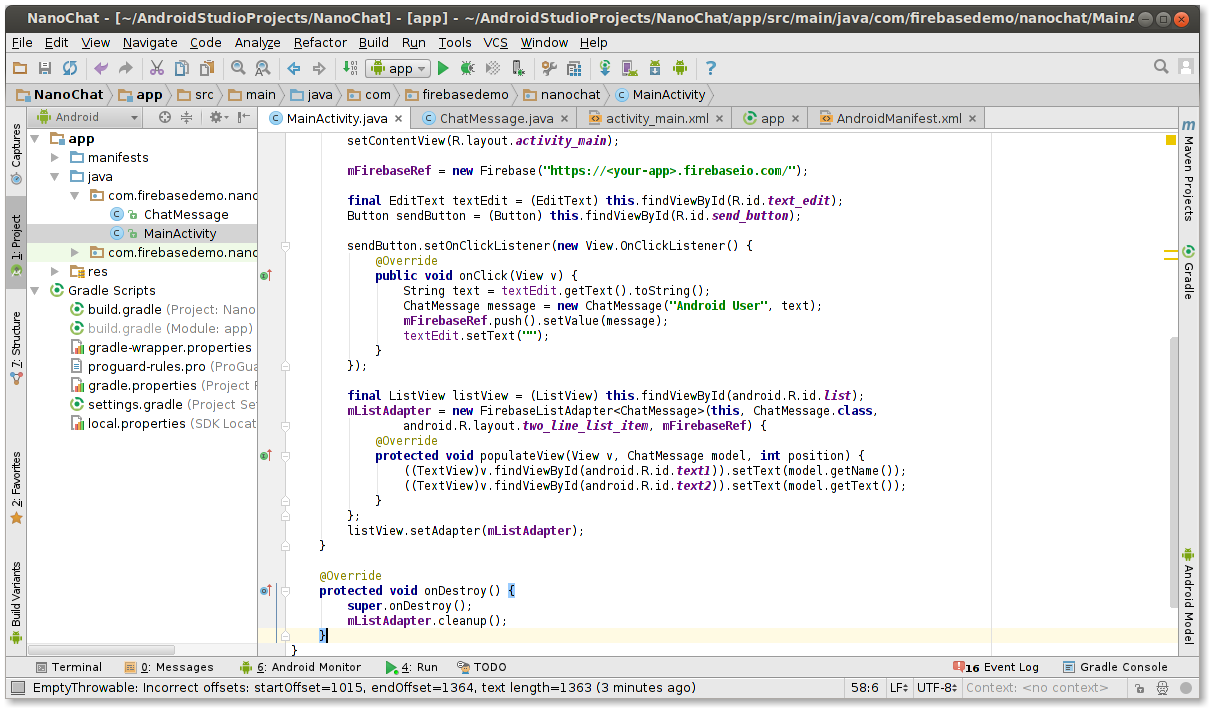 NanoChat - [~/AndroidStudioProjects/NanoChat] - [app] - ~/AndroidStudioProjects/NanoChat/app/src/main/java/com/firebasedemo/nanochat/MainA
File Edit View Navigate Code Analyze Refactor Build Run Tools VCS Window Help
app
NanoChat app src main java com firebasedemo nanochat MainActivity
Android
MainActivity.java ChatMessage.java activity_main.xml app AndroidManifest.xml
Captures
1: Project
7: Structure
2: Favorites
Build Variants
app
manifests
java
com.firebasedemo.nano
ChatMessage
MainActivity
com.firebasedemo.nano
res
Gradle Scripts
build.gradle (Project: Nano
build.gradle (Module: app)
gradle-wrapper.properties
proguard-rules.pro (ProGua
gradle.properties (Project P
settings.gradle (Project Set
local.properties (SDK Locat
setContentView(R.layout.activity_main);
mFirebaseRef = new Firebase("https://<your-app>.firebaseio.com/");
final EditText textEdit = (EditText) this.findViewById(R.id.text_edit);
Button sendButton = (Button) this.findViewById(R.id.send_button);
sendButton.setOnClickListener(new View.OnClickListener() {
@Override
public void onClick(View v) {
String text = textEdit.getText().toString();
ChatMessage message = new ChatMessage("Android User", text);
mFirebaseRef.push().setValue(message);
textEdit.setText("");
}
});
final ListView listView = (ListView) this.findViewById(android.R.id.list);
mListAdapter = new FirebaseListAdapter<ChatMessage>(this, ChatMessage.class,
android.R.layout.two_line_list_item, mFirebaseRef) {
@Override
protected void populateView(View v, ChatMessage model, int position) {
((TextView)v.findViewById(android.R.id.text1)).setText(model.getName());
((TextView)v.findViewById(android.R.id.text2)).setText(model.getText());
}
};
listView.setAdapter(mListAdapter);
}
@Override
protected void onDestroy() {
super.onDestroy();
mListAdapter.cleanup();
}
}
Maven Projects
Gradle
Android Model
Terminal 0: Messages 6: Android Monitor 4: Run TODO 16 Event Log Gradle Console
EmptyThrowable: Incorrect offsets: startOffset=1015, endOffset=1364, text length=1363 (3 minutes ago) 58:6 LF UTF-8 Context: <no context>